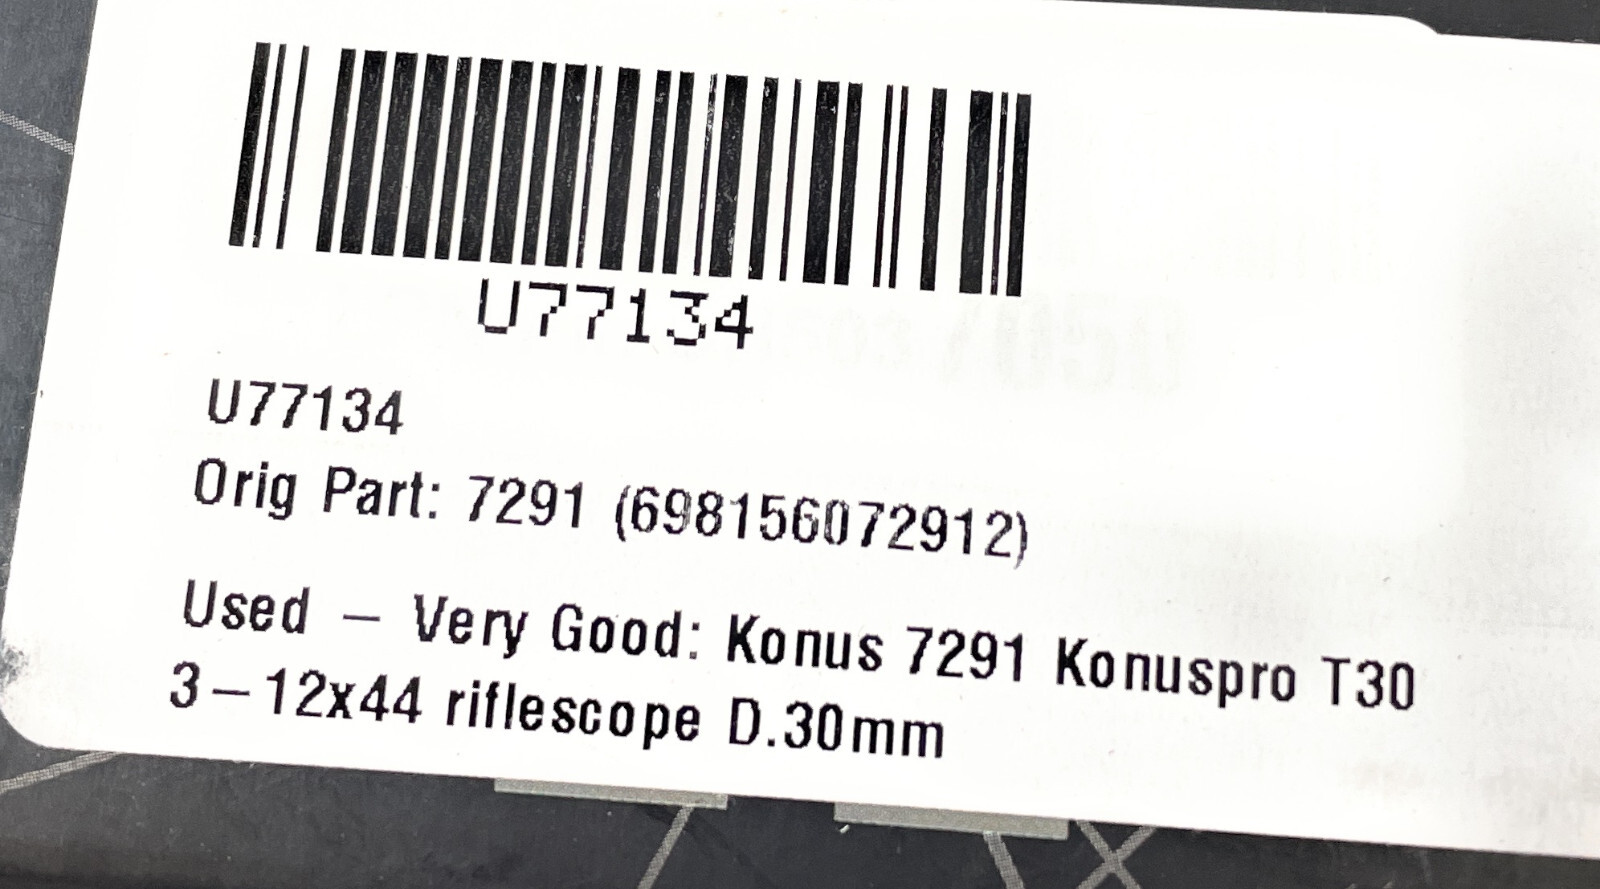 U77134
U77134
Orig Part: 7291 (698156072912)
Used – Very Good: Konus 7291 Konuspro T30
3–12x44 riflescope D.30mm